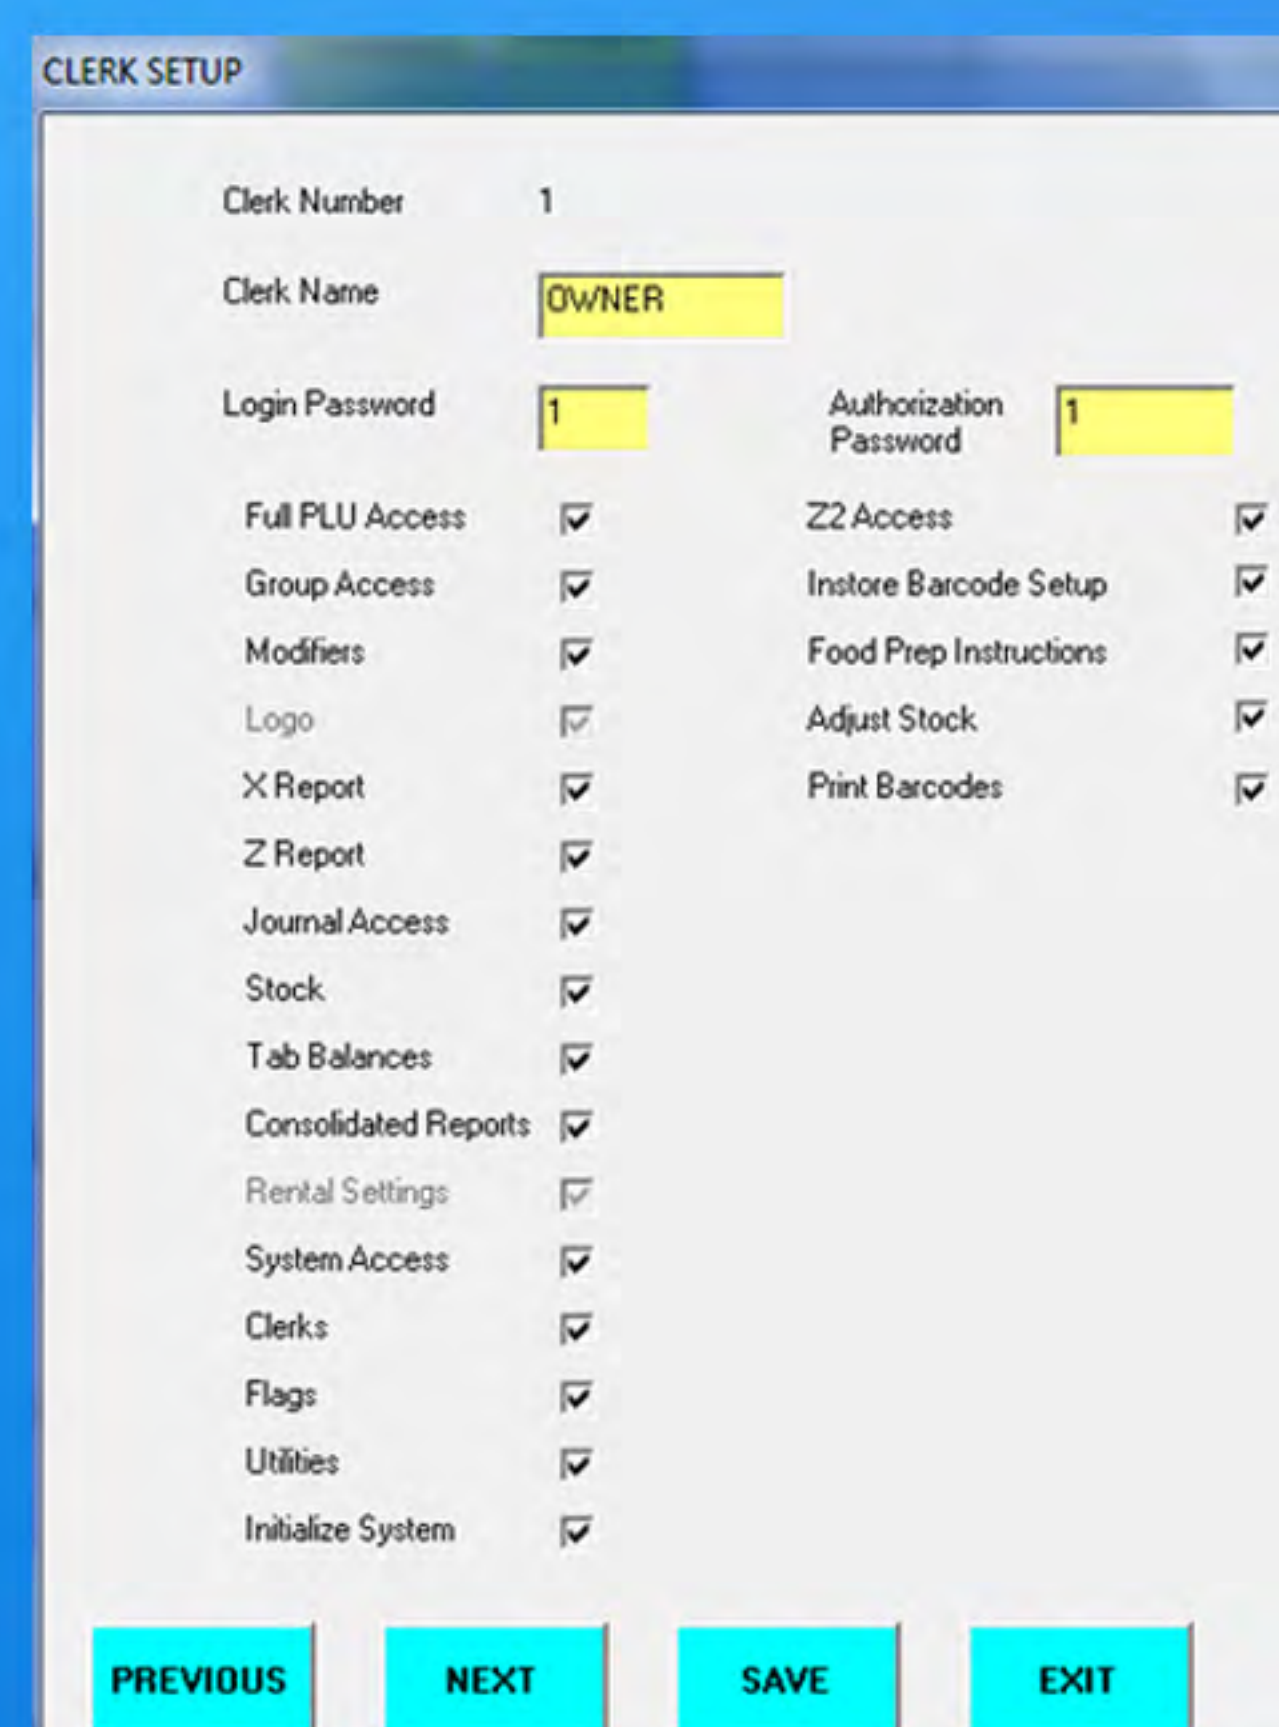 CLERK SETUP
Clerk Number 1
Clerk Name OWNER
Login Password 1 Authorization Password 1
Full PLU Access Z2 Access
Group Access Instore Barcode Setup
Modifiers Food Prep Instructions
Logo Adjust Stock
X Report Print Barcodes
Z Report
Journal Access
Stock
Tab Balances
Consolidated Reports
Rental Settings
System Access
Clerks
Flags
Utilities
Initialize System
PREVIOUS NEXT SAVE EXIT